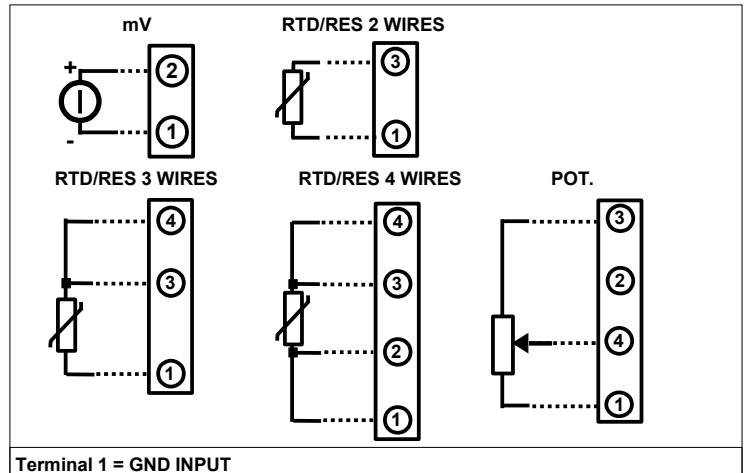 mV
RTD/RES 2 WIRES
+
2
-
1
3
1
RTD/RES 3 WIRES
RTD/RES 4 WIRES
POT.
4
3
1
4
3
2
1
3
2
4
1
Terminal 1 = GND INPUT